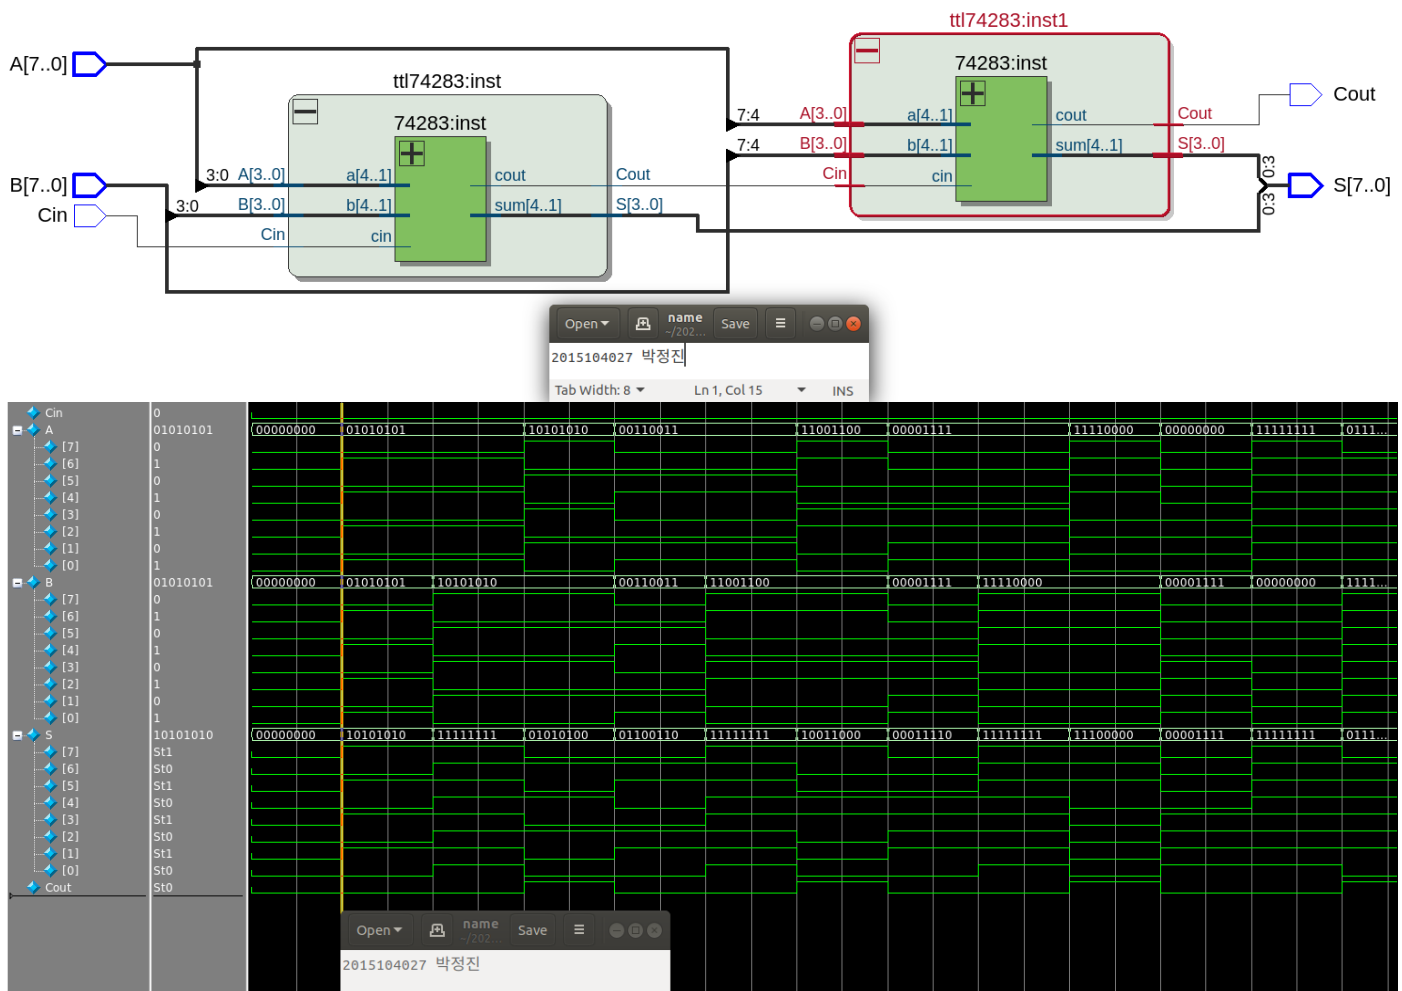 ttl74283:inst1
A[7..0]
ttl74283:inst
74283:inst
Cout
7:4 A[3..0] a[4..1] cout Cout
74283:inst
7:4 B[3..0] b[4..1] sum[4..1] S[3..0]
0:3
3:0 A[3..0] a[4..1] cout Cout
Cin cin
B[7..0]
S[7..0]
3:0 B[3..0] b[4..1] sum[4..1] S[3..0]
0:3
Cin
Cin cin
Open name Save
~/202...
2015104027 박정진
Tab Width: 8 Ln 1, Col 15 INS
Cin 0
A 01010101 00000000 01010101 10101010 00110011 11001100 00001111 11110000 00000000 11111111 0111...
[7] 0
[6] 1
[5] 0
[4] 1
[3] 0
[2] 1
[1] 0
[0] 1
B 01010101 00000000 01010101 10101010 00110011 11001100 00001111 11110000 00001111 00000000 1111...
[7] 0
[6] 1
[5] 0
[4] 1
[3] 0
[2] 1
[1] 0
[0] 1
S 10101010 00000000 10101010 11111111 01010100 01100110 11111111 10011000 00011110 11111111 11100000 00001111 11111111 0111...
[7] St1
[6] St0
[5] St1
[4] St0
[3] St1
[2] St0
[1] St1
[0] St0
Cout St0
Open name Save
~/202...
2015104027 박정진